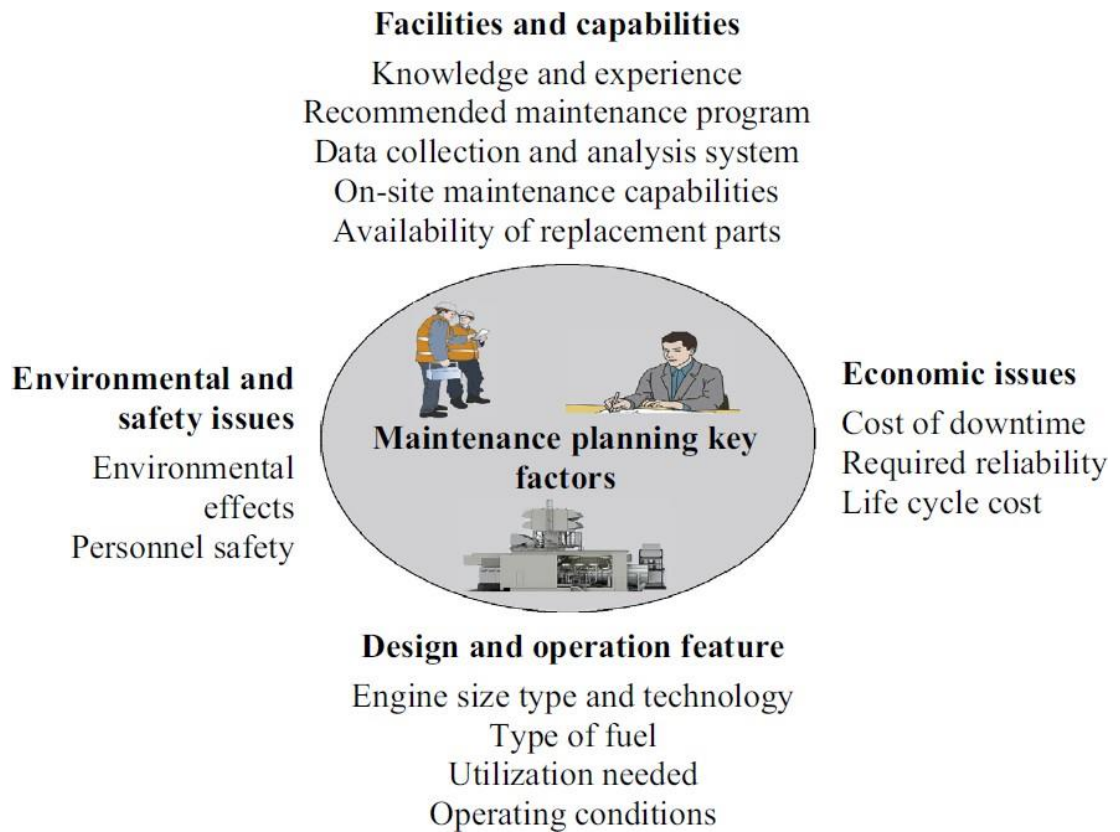 Facilities and capabilities
Knowledge and experience
Recommended maintenance program
Data collection and analysis system
On-site maintenance capabilities
Availability of replacement parts
Environmental and
safety issues
Environmental
effects
Personnel safety
Maintenance planning key
factors
Economic issues
Cost of downtime
Required reliability
Life cycle cost
Design and operation feature
Engine size type and technology
Type of fuel
Utilization needed
Operating conditions